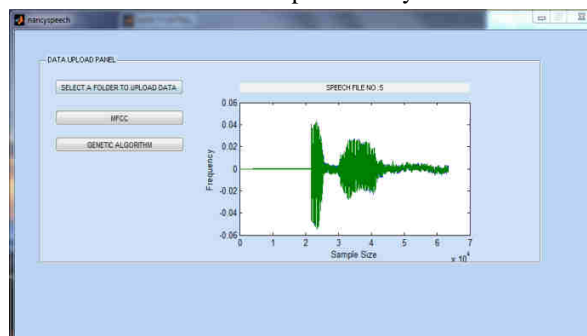 nancyspeech
DATA UPLOAD PANEL
SELECT A FOLDER TO UPLOAD DATA
MFCC
GENETIC ALGORITHM
SPEECH FILE NO :5
Frequency
0.06
0.04
0.02
0
-0.02
-0.04
-0.06
0 1 2 3 4 5 6 7
Sample Size
x 10^4